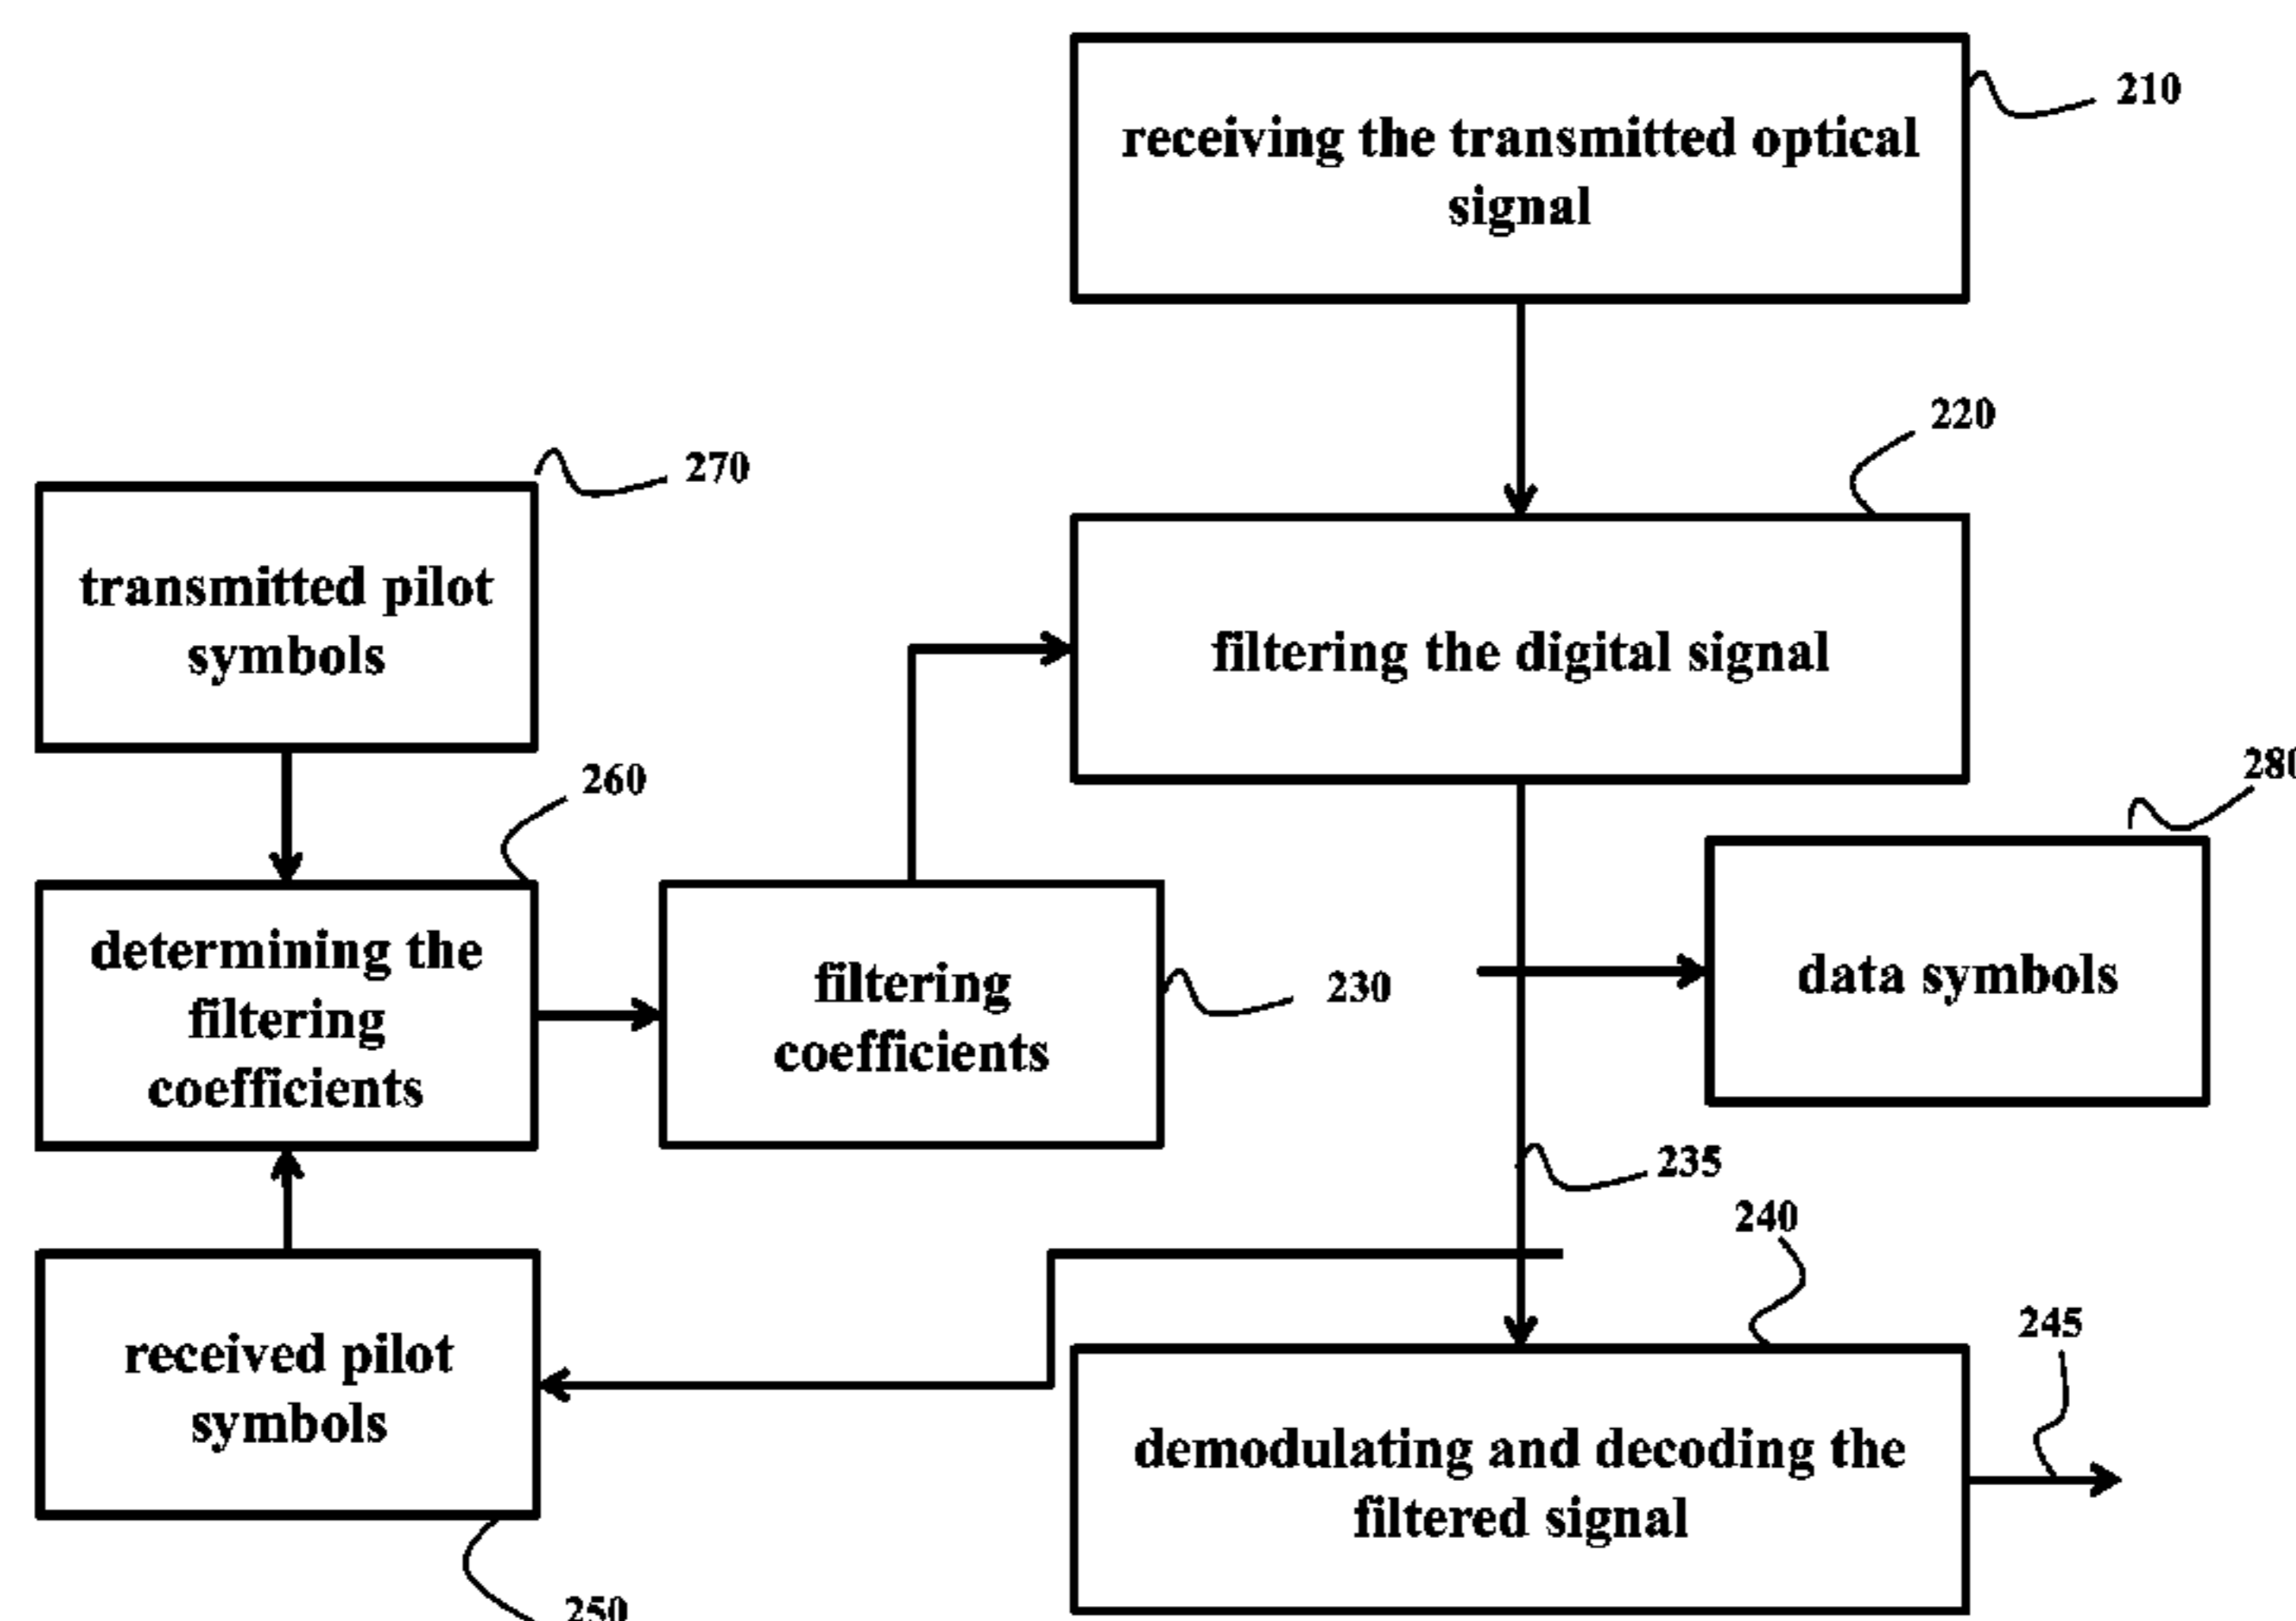 receiving the transmitted optical
signal
210
220
270
transmitted pilot
symbols
filtering the digital signal
260
280
determining the
filtering
coefficients
filtering
coefficients
230
data symbols
235
240
received pilot
symbols
245
demodulating and decoding the
filtered signal
250